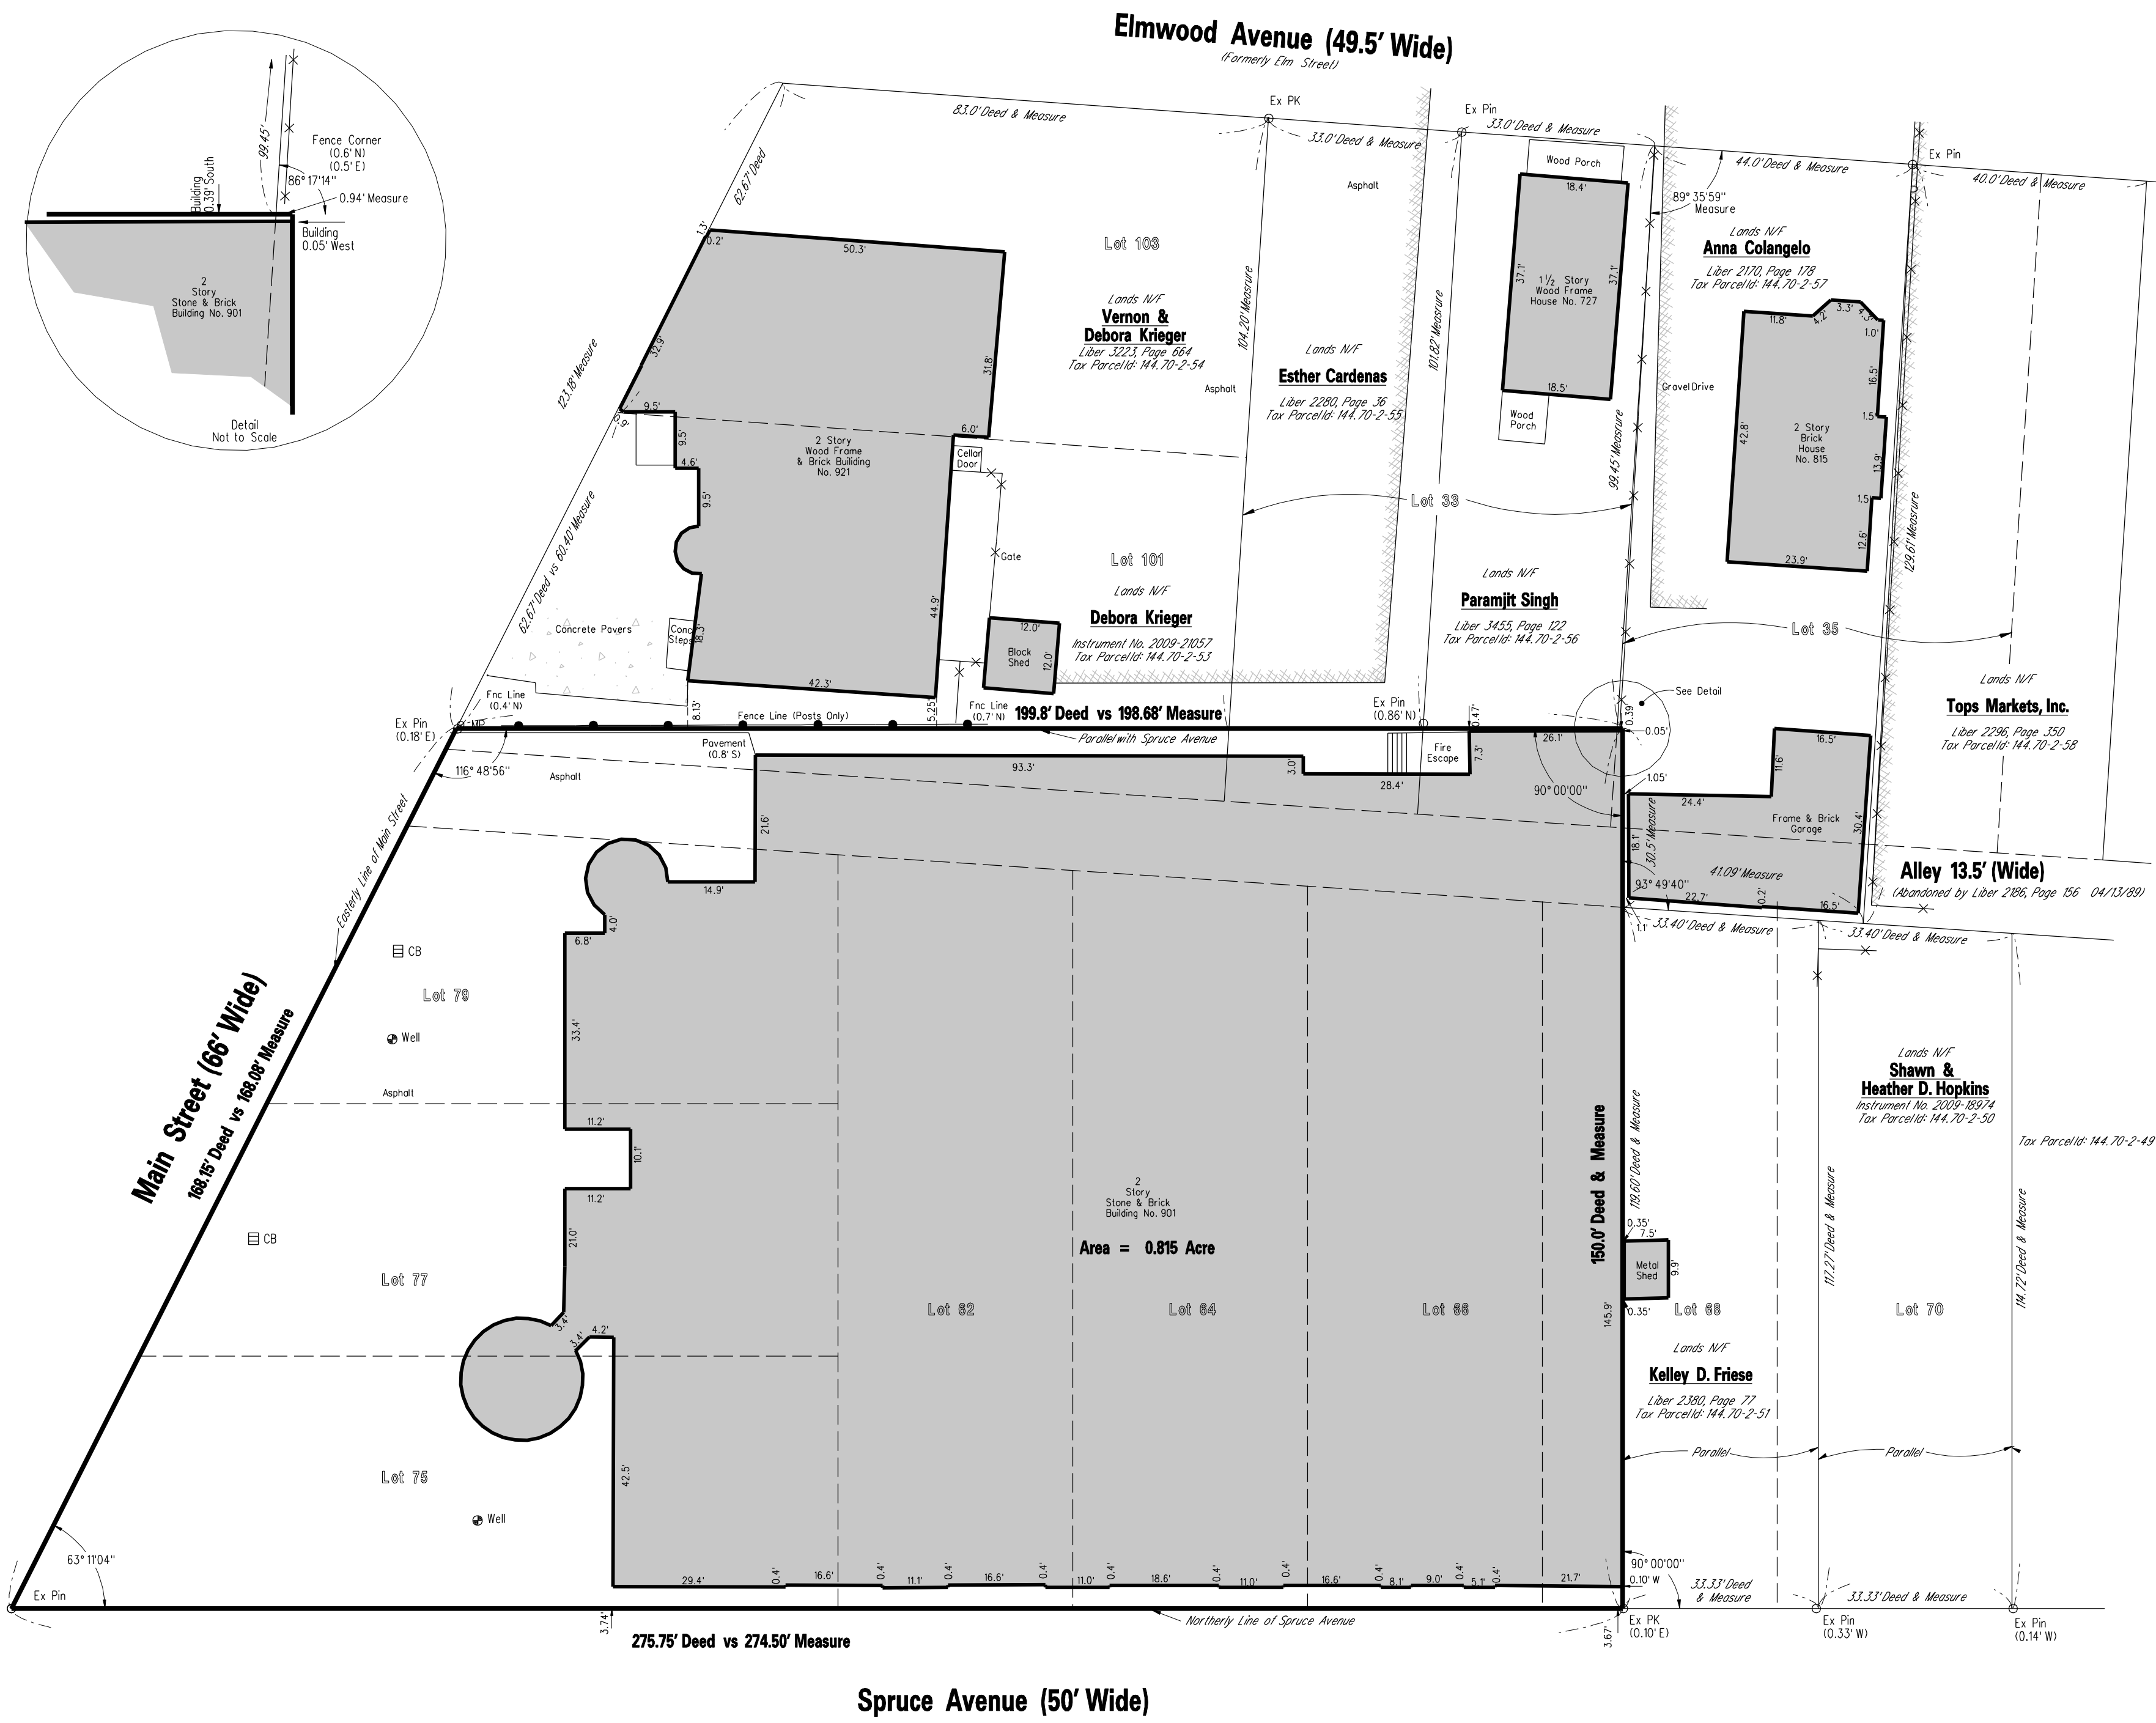 Elmwood Avenue (49.5' Wide)
(Formerly Elm Street)
99.45'
Fence Corner
(0.6' N)
(0.5' E)
86°17'14"
0.94' Measure
Building
0.39' South
Building
0.05' West
2
Story
Stone & Brick
Building No. 901
Detail
Not to Scale
83.0' Deed & Measure
Ex PK
33.0' Deed & Measure
Ex Pin
33.0' Deed & Measure
44.0' Deed & Measure
Ex Pin
40.0' Deed & Measure
62.67' Deed
1.3'
0.2'
50.3'
32.9'
31.8'
123.18' Measure
9.5'
9.5'
4.6'
9.5'
6.0'
2 Story
Wood Frame
& Brick Building
No. 921
Cellar
Door
44.9'
18.3'
42.3'
62.67' Deed vs 60.40' Measure
Concrete Pavers
Conc
Steps
Gate
Block
Shed
12.0'
12.0'
Lot 103
Lands N/F
Vernon &
Debora Krieger
Liber 3223, Page 664
Tax Parcel Id: 144.70-2-54
Asphalt
Asphalt
104.20' Measrure
Lands N/F
Esther Cardenas
Liber 2280, Page 36
Tax Parcel Id: 144.70-2-55
101.82' Measrure
Lot 101
Lands N/F
Debora Krieger
Instrument No. 2009-21057
Tax Parcel Id: 144.70-2-53
Wood Porch
18.4'
37.1'
37.1'
1½ Story
Wood Frame
House No. 727
18.5'
Wood
Porch
Lot 33
99.45' Measrure
Lands N/F
Paramjit Singh
Liber 3455, Page 122
Tax Parcel Id: 144.70-2-56
89°35'59"
Measure
Lands N/F
Anna Colangelo
Liber 2170, Page 178
Tax Parcel Id: 144.70-2-57
Gravel Drive
11.8'
4.2'
3.3'
1.0'
16.5'
1.5'
13.9'
1.5'
12.6'
42.8'
23.9'
2 Story
Brick
House
No. 815
129.61' Measrure
Lot 35
Lands N/F
Tops Markets, Inc.
Liber 2296, Page 350
Tax Parcel Id: 144.70-2-58
See Detail
Ex Pin
(0.18' E)
MP
Fnc Line
(0.4' N)
8.13'
Fence Line (Posts Only)
5.25'
Fnc Line
(0.7' N)
199.8' Deed vs 198.68' Measure
Parallel with Spruce Avenue
Ex Pin
(0.86' N)
0.47'
0.39'
0.05'
Pavement
(0.8' S)
116°48'56"
Asphalt
93.3'
3.0'
28.4'
Fire
Escape
7.3'
26.1'
90°00'00"
1.05'
24.4'
11.6'
16.5'
Frame & Brick
Garage
30.4'
18.1'
30.5' Measure
41.09' Measure
93°49'40"
22.7'
0.2'
16.5'
1.1'
33.40' Deed & Measure
33.40' Deed & Measure
Alley 13.5' (Wide)
(Abandoned by Liber 2186, Page 156 04/13/89)
Easterly Line of Main Street
21.6'
14.9'
4.0'
6.8'
33.4'
11.2'
10.1'
11.2'
21.0'
3.4'
3.4'
4.2'
42.5'
CB
Lot 79
Well
Asphalt
CB
Lot 77
Lot 75
Well
Main Street (66' Wide)
168.15' Deed vs 168.08' Measure
2
Story
Stone & Brick
Building No. 901
Area = 0.815 Acre
Lot 62
Lot 64
Lot 66
150.0' Deed & Measure
145.9'
119.60' Deed & Measure
0.35'
7.5'
Metal
Shed
9.9'
0.35'
Lot 68
Lot 70
Lands N/F
Kelley D. Friese
Liber 2380, Page 77
Tax Parcel Id: 144.70-2-51
117.27' Deed & Measure
114.72' Deed & Measure
Lands N/F
Shawn &
Heather D. Hopkins
Instrument No. 2009-18974
Tax Parcel Id: 144.70-2-50
Tax Parcel Id: 144.70-2-49
Parallel
Parallel
63°11'04"
Ex Pin
29.4'
0.4'
16.6'
0.4'
11.1'
0.4'
16.6'
0.4'
11.0'
0.4'
18.6'
0.4'
11.0'
0.4'
16.6'
0.4'
8.1'
9.0'
0.4'
5.1'
0.4'
21.7'
90°00'00"
0.10' W
33.33' Deed
& Measure
33.33' Deed & Measure
3.74'
Northerly Line of Spruce Avenue
3.67'
Ex PK
(0.10' E)
Ex Pin
(0.33' W)
Ex Pin
(0.14' W)
275.75' Deed vs 274.50' Measure
Spruce Avenue (50' Wide)